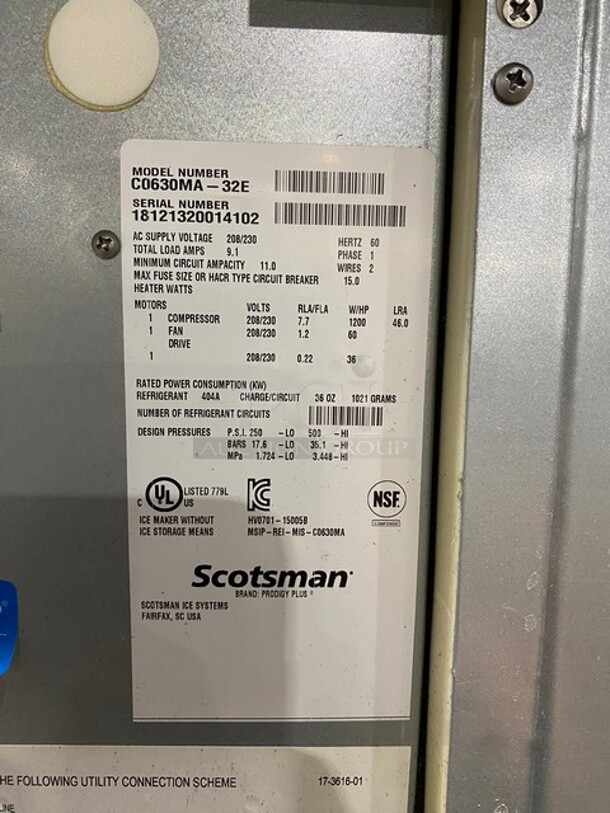 MODEL NUMBER
C0630MA-32E
SERIAL NUMBER
18121320014102
AC SUPPLY VOLTAGE 208/230 HERTZ 60
TOTAL LOAD AMPS 9.1 PHASE 1
MINIMUM CIRCUIT AMPACITY 11.0 WIRES 2
MAX FUSE SIZE OR HACR TYPE CIRCUIT BREAKER 15.0
HEATER WATTS
MOTORS VOLTS RLA/FLA W/HP LRA
1 COMPRESSOR 208/230 7.7 1200 46.0
1 FAN 208/230 1.2 60
DRIVE
1 208/230 0.22 36
RATED POWER CONSUMPTION (KW)
REFRIGERANT 404A CHARGE/CIRCUIT 36 OZ 1021 GRAMS
NUMBER OF REFRIGERANT CIRCUITS
DESIGN PRESSURES P.S.I. 250 -LO 500 -HI
BARS 17.6 -LO 35.1 -HI
MPa 1.724-LO 3.448-HI
AUCTION GROUP
C UL US LISTED 779L
NSF
COMPONENT
ICE MAKER WITHOUT
ICE STORAGE MEANS
HV0701-15005B
MSIP-REI-MIS-C0630MA
Scotsman
BRAND: PRODIGY PLUS ®
SCOTSMAN ICE SYSTEMS
FAIRFAX, SC USA
HE FOLLOWING UTILITY CONNECTION SCHEME 17-3616-01
LINE